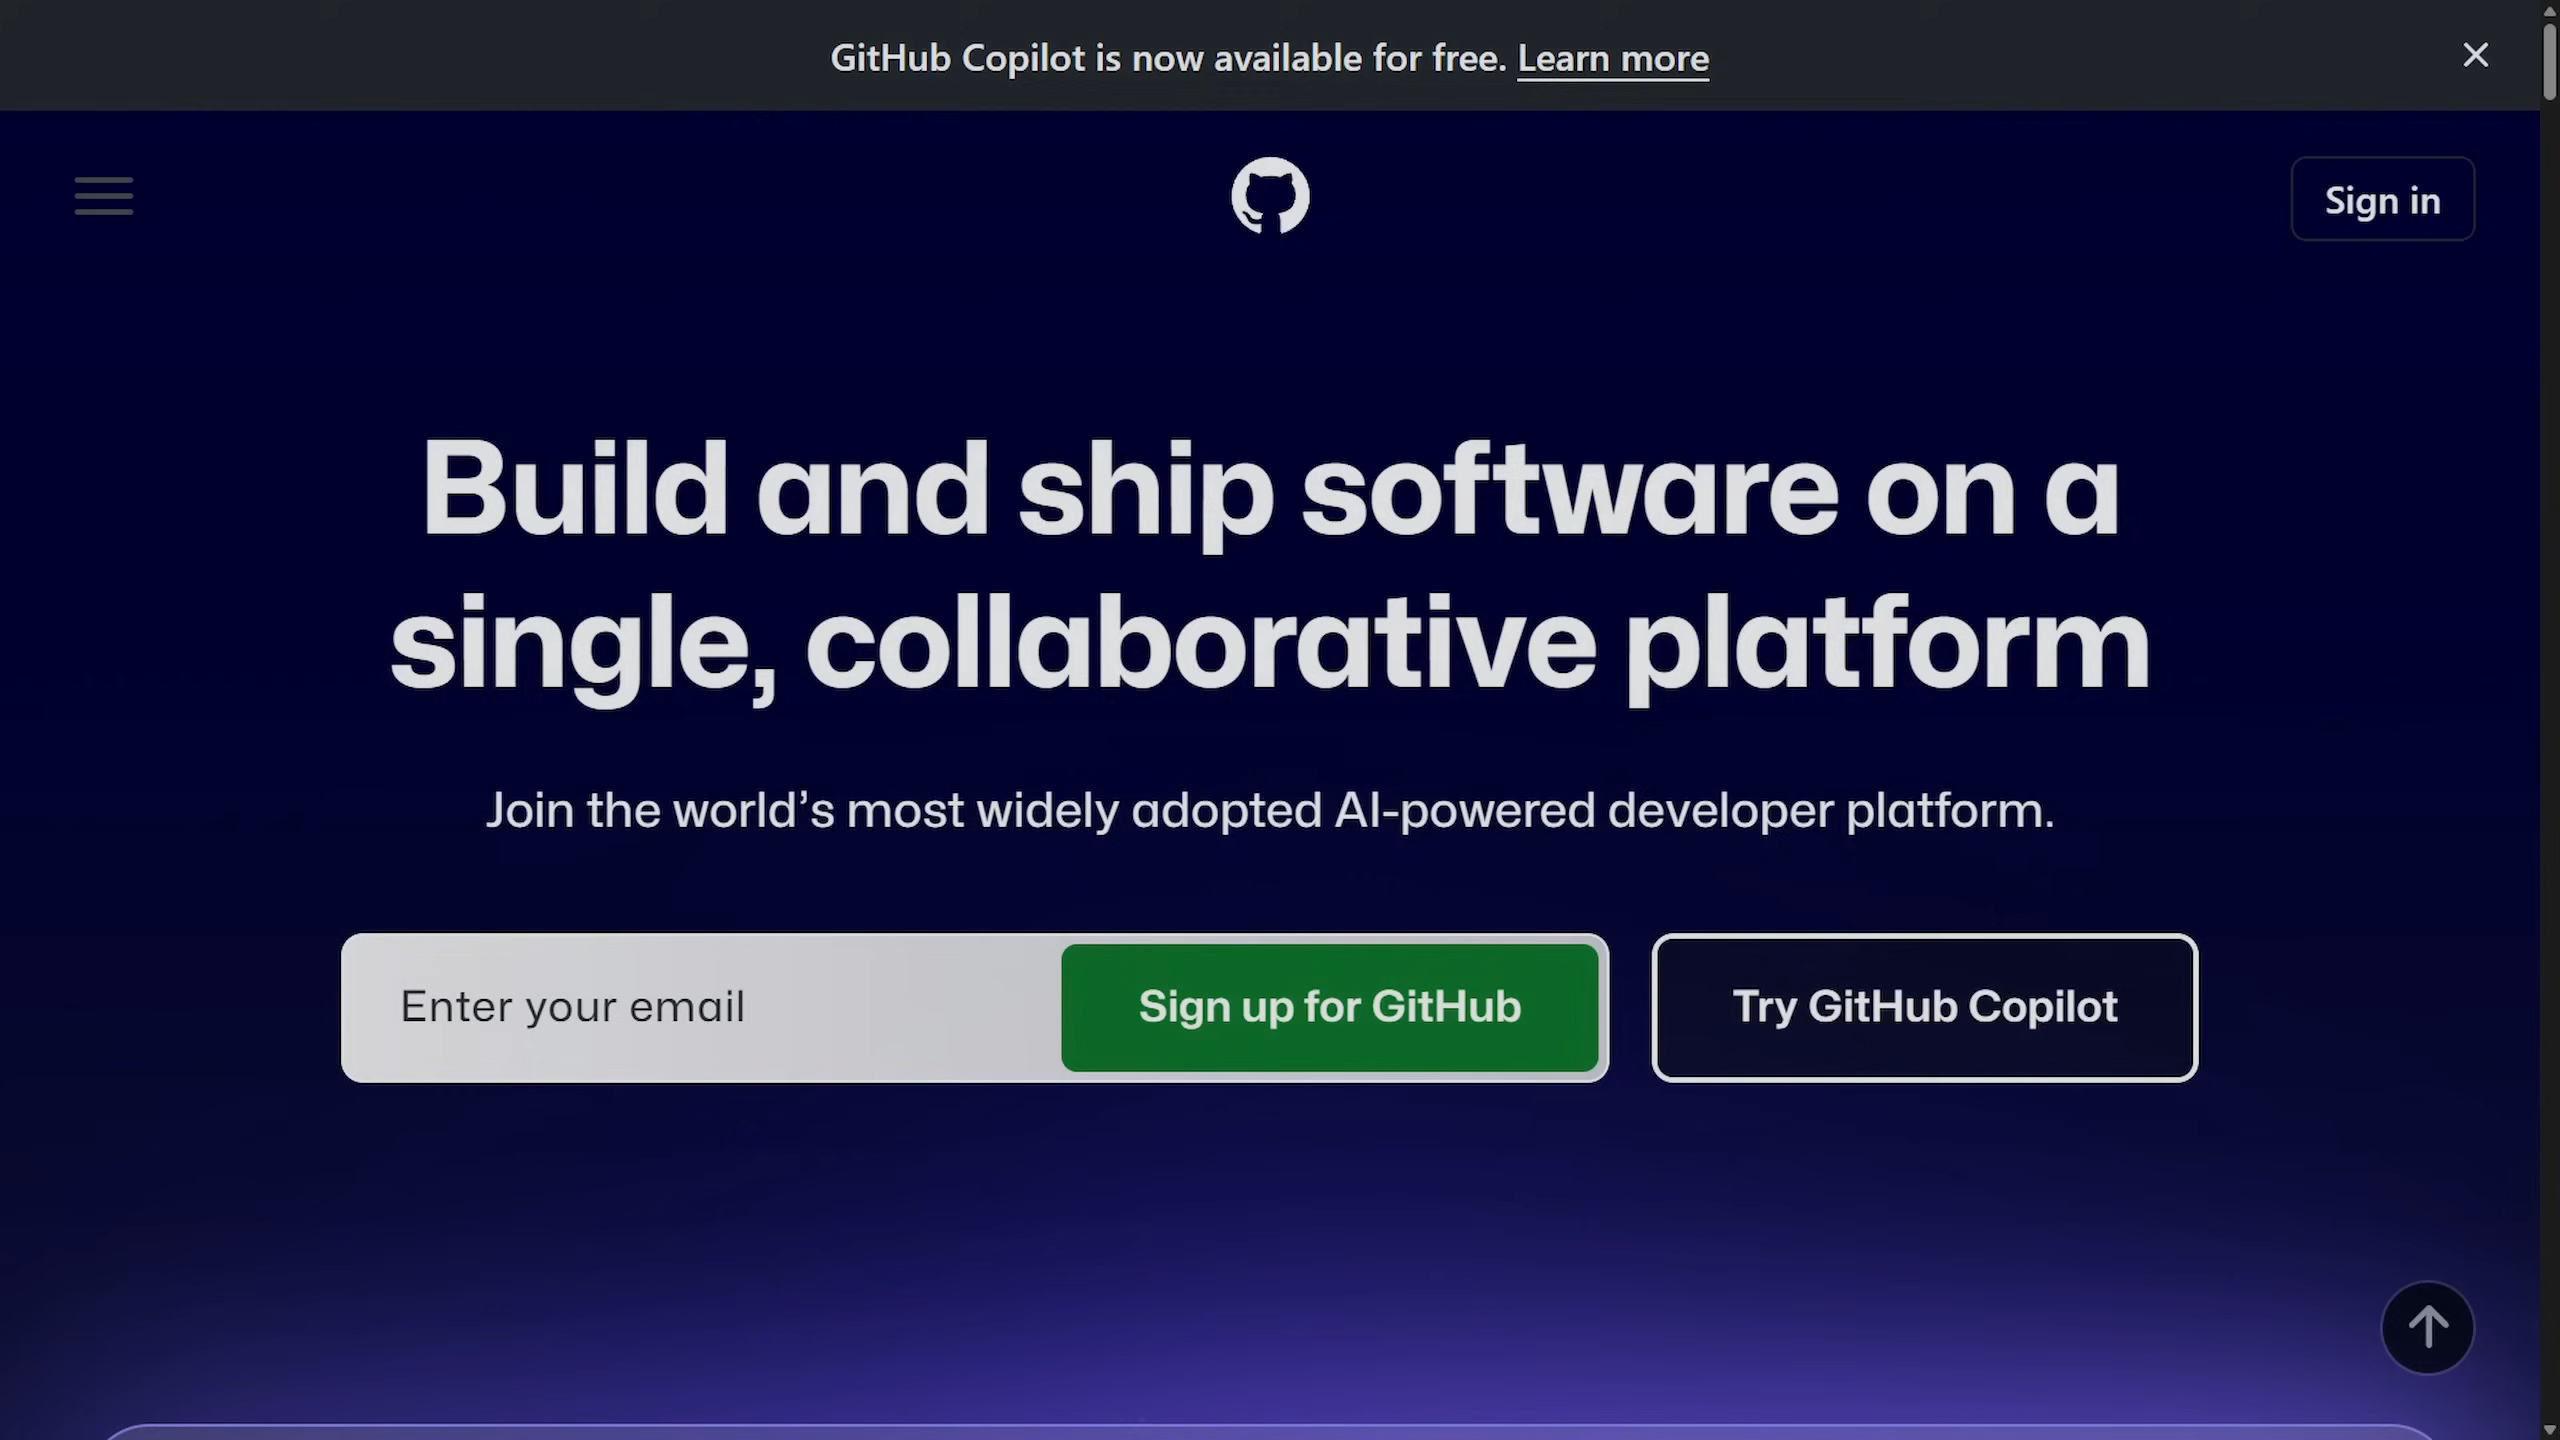 GitHub Copilot is now available for free. Learn more
Sign in
Build and ship software on a
single, collaborative platform
Join the world’s most widely adopted AI-powered developer platform.
Enter your email
Sign up for GitHub
Try GitHub Copilot